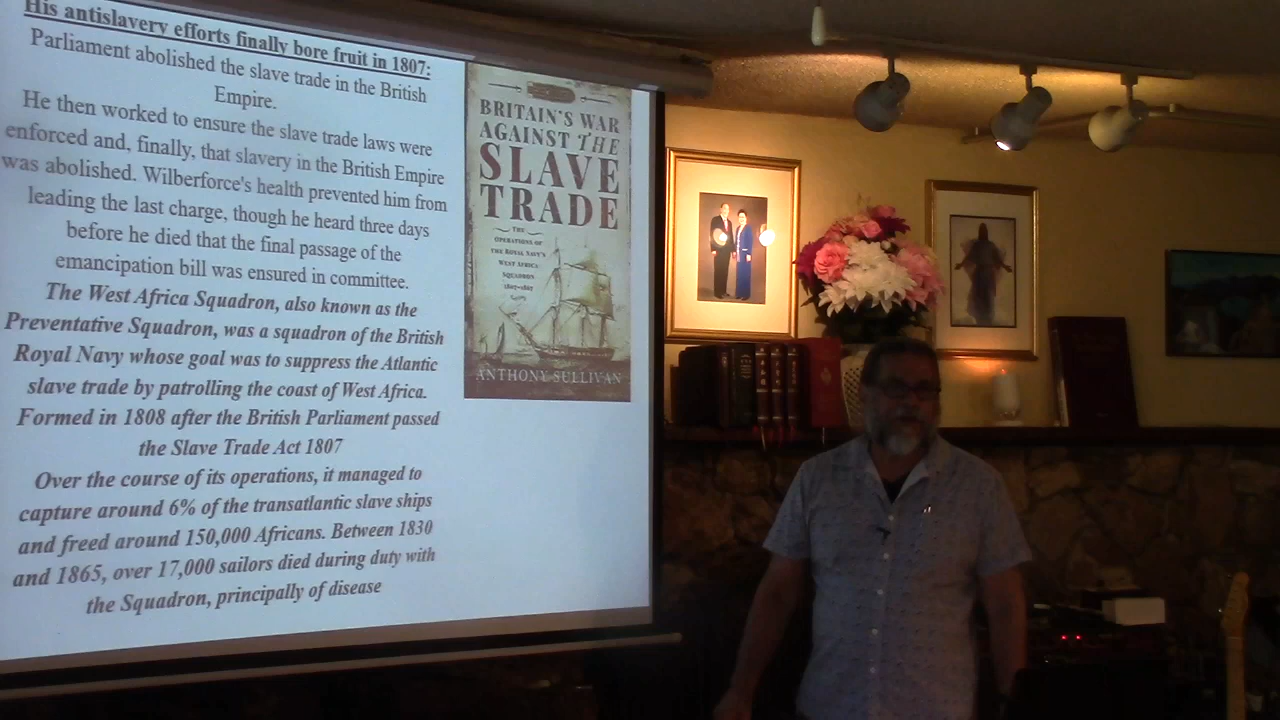 His antislavery efforts finally bore fruit in 1807:
Parliament abolished the slave trade in the British
Empire.
He then worked to ensure the slave trade laws were
enforced and, finally, that slavery in the British Empire
was abolished. Wilberforce's health prevented him from
leading the last charge, though he heard three days
before he died that the final passage of the
emancipation bill was ensured in committee.
The West Africa Squadron, also known as the
Preventative Squadron, was a squadron of the British
Royal Navy whose goal was to suppress the Atlantic
slave trade by patrolling the coast of West Africa.
Formed in 1808 after the British Parliament passed
the Slave Trade Act 1807
Over the course of its operations, it managed to
capture around 6% of the transatlantic slave ships
and freed around 150,000 Africans. Between 1830
and 1865, over 17,000 sailors died during duty with
the Squadron, principally of disease
BRITAIN'S WAR
AGAINST THE
SLAVE
TRADE
THE
OPERATIONS OF
THE ROYAL NAVY'S
WEST AFRICA
SQUADRON
1807–1867
ANTHONY SULLIVAN